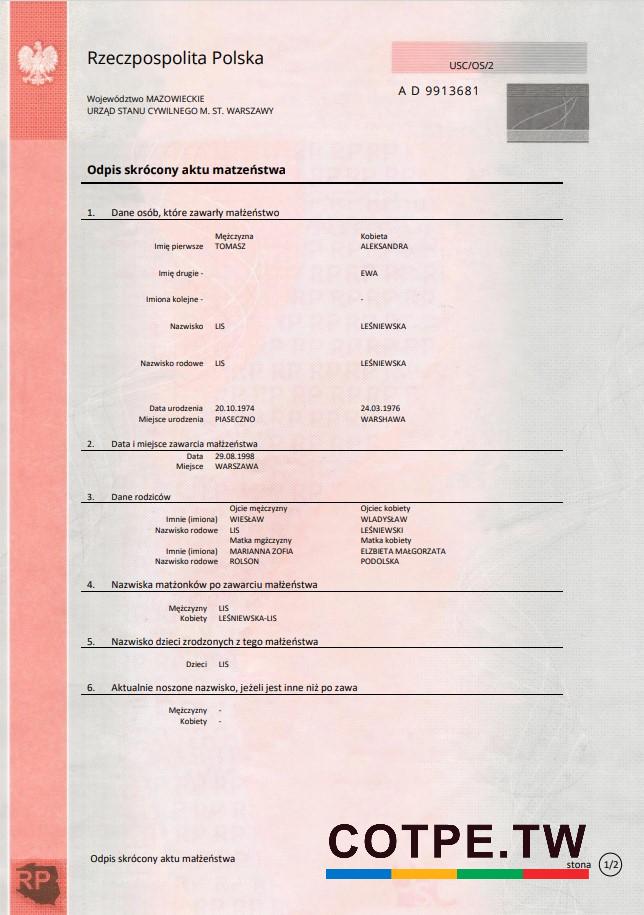 Rzeczpospolita Polska
USC/OS/2
A D 9913681
Województwo MAZOWIECKIE
URZĄD STANU CYWILNEGO M. ST. WARSZAWY
Odpis skrócony aktu matzeństwa
1. Dane osób, które zawarły małżeństwo
Mężczyzna Kobieta
Imię pierwsze TOMASZ ALEKSANDRA
Imię drugie - EWA
Imiona kolejne - -
Nazwisko LIS LEŚNIEWSKA
Nazwisko rodowe LIS LEŚNIEWSKA
Data urodzenia 20.10.1974 24.03.1976
Miejsce urodzenia PIASECZNO WARSHAWA
2. Data i miejsce zawarcia małżzeństwa
Data 29.08.1998
Miejsce WARSZAWA
3. Dane rodziców
Ojcie mężczyzny Ojciec kobiety
Imnie (imiona) WIESŁAW WLADYSŁAW
Nazwisko rodowe LIS LEŚNIEWSKI
Matka mgżczyzny Matka kobiety
Imnie (imiona) MARIANNA ZOFIA ELZBIETA MAŁGORZATA
Nazwisko rodowe ROLSON PODOLSKA
4. Nazwiska matżonków po zawarciu małżeństwa
Mężczyzny LIS
Kobiety LEŚNIEWSKA-LIS
5. Nazwisko dzieci zrodzonych z tego małżeństwa
Dzieci LIS
6. Aktualnie noszone nazwisko, jeżeli jest inne niż po zawa
Mężczyzny -
Kobiety -
COTPE.TW
Odpis skrócony aktu małżeństwa stona 1/2
RP